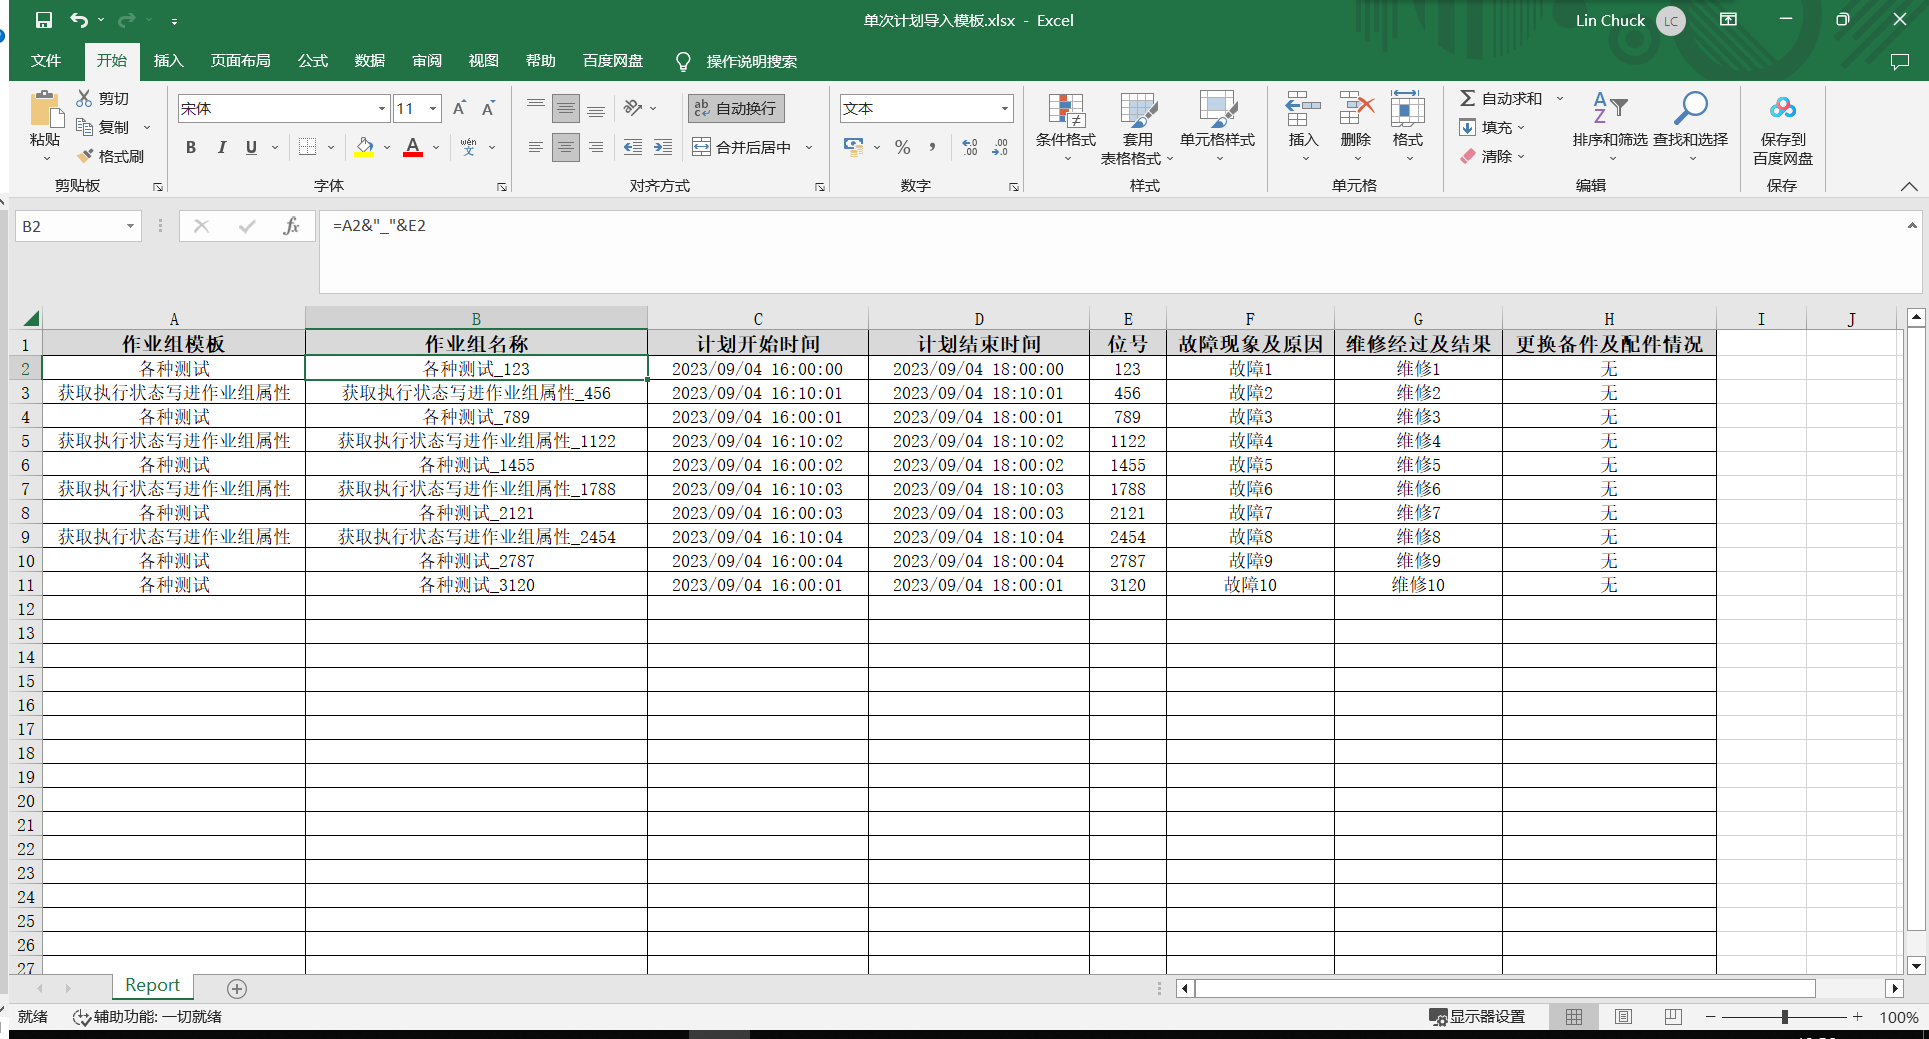 单次计划导入模板.xlsx - Excel
Lin Chuck LC
文件 开始 插入 页面布局 公式 数据 审阅 视图 帮助 百度网盘 操作说明搜索
粘贴 剪切 复制 格式刷
宋体 11
B I U A wén 文
ab 自动换行 合并后居中
文本
% ,
条件格式 套用 表格格式 单元格样式
插入 删除 格式
自动求和 填充 清除
排序和筛选 查找和选择
保存到 百度网盘
剪贴板 字体 对齐方式 数字 样式 单元格 编辑 保存
B2 fx =A2&"_"&E2
A B C D E F G H I J
1 作业组模板 作业组名称 计划开始时间 计划结束时间 位号 故障现象及原因 维修经过及结果 更换备件及配件情况
2 各种测试 各种测试_123 2023/09/04 16:00:00 2023/09/04 18:00:00 123 故障1 维修1 无
3 获取执行状态写进作业组属性 获取执行状态写进作业组属性_456 2023/09/04 16:10:01 2023/09/04 18:10:01 456 故障2 维修2 无
4 各种测试 各种测试_789 2023/09/04 16:00:01 2023/09/04 18:00:01 789 故障3 维修3 无
5 获取执行状态写进作业组属性 获取执行状态写进作业组属性_1122 2023/09/04 16:10:02 2023/09/04 18:10:02 1122 故障4 维修4 无
6 各种测试 各种测试_1455 2023/09/04 16:00:02 2023/09/04 18:00:02 1455 故障5 维修5 无
7 获取执行状态写进作业组属性 获取执行状态写进作业组属性_1788 2023/09/04 16:10:03 2023/09/04 18:10:03 1788 故障6 维修6 无
8 各种测试 各种测试_2121 2023/09/04 16:00:03 2023/09/04 18:00:03 2121 故障7 维修7 无
9 获取执行状态写进作业组属性 获取执行状态写进作业组属性_2454 2023/09/04 16:10:04 2023/09/04 18:10:04 2454 故障8 维修8 无
10 各种测试 各种测试_2787 2023/09/04 16:00:04 2023/09/04 18:00:04 2787 故障9 维修9 无
11 各种测试 各种测试_3120 2023/09/04 16:00:01 2023/09/04 18:00:01 3120 故障10 维修10 无
12
13
14
15
16
17
18
19
20
21
22
23
24
25
26
27
Report
就绪 辅助功能: 一切就绪 显示器设置 100%